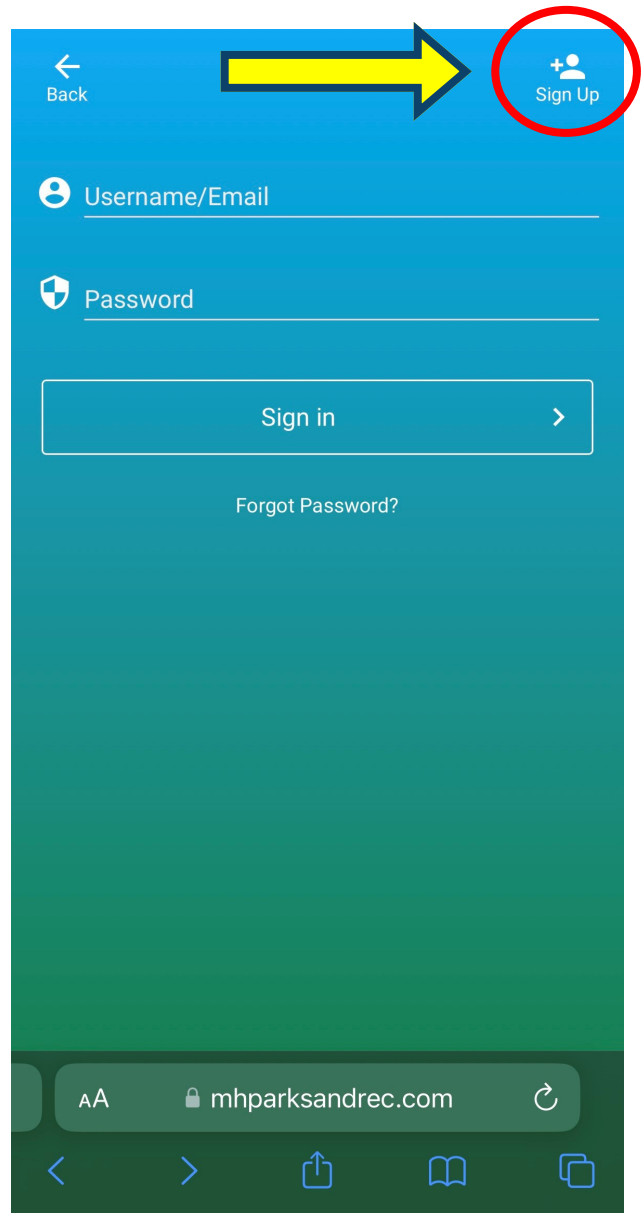 Back
Sign Up
Username/Email
Password
Sign in
Forgot Password?
AA mhparksandrec.com